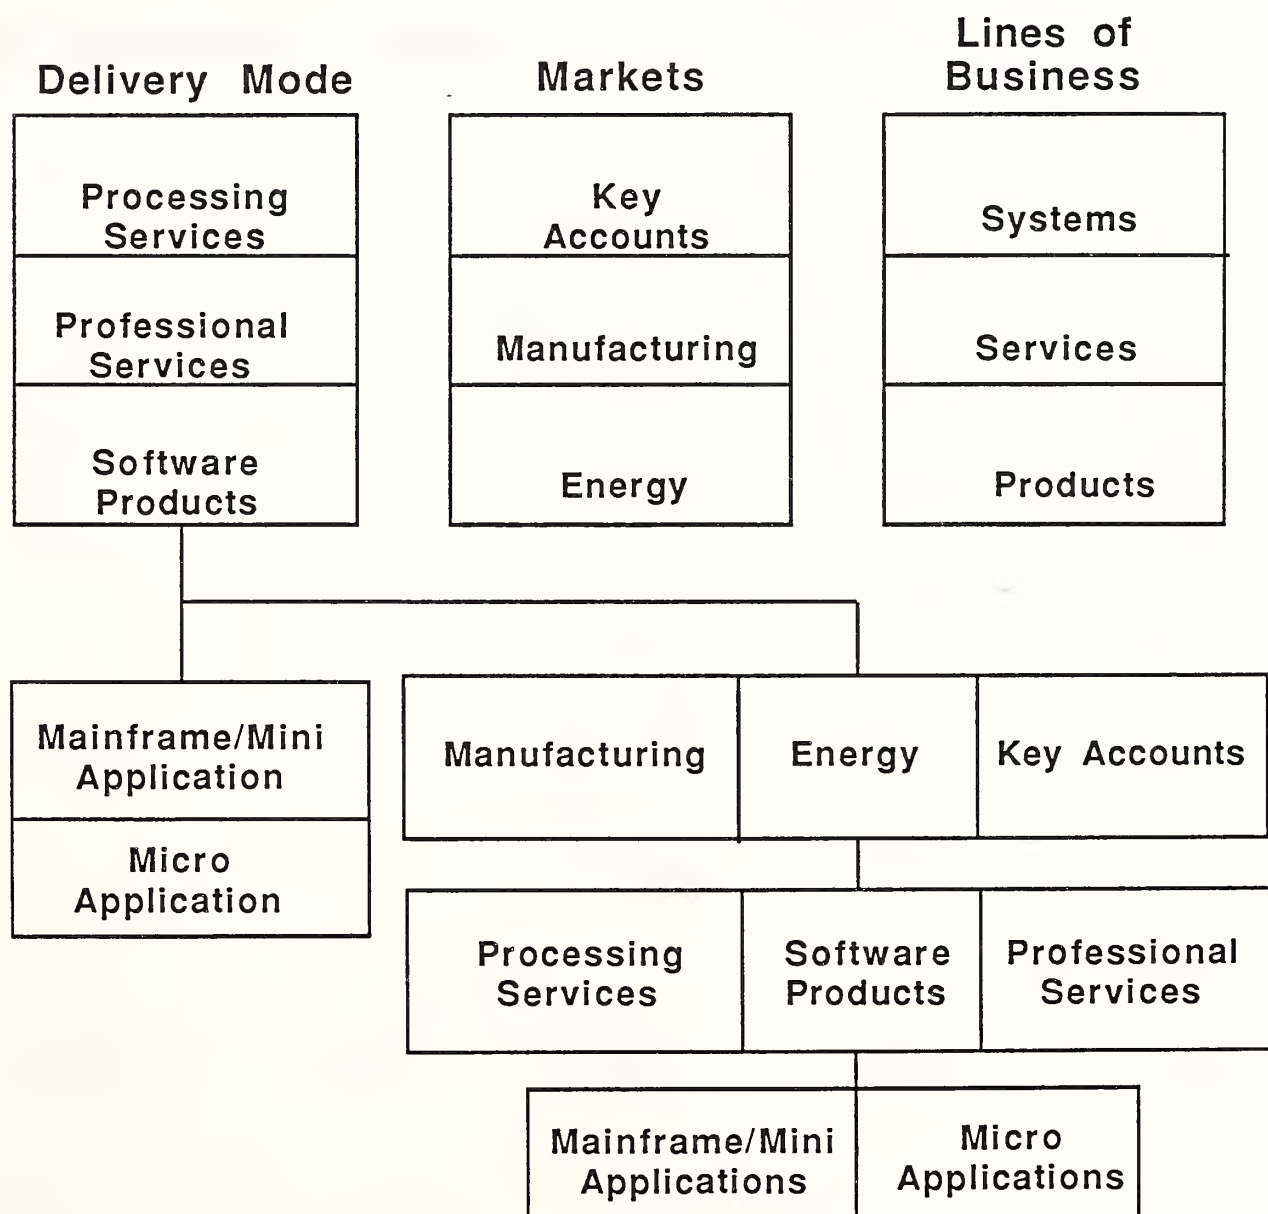 Delivery Mode
Processing
Services
Professional
Services
Software
Products
Markets
Key
Accounts
Manufacturing
Energy
Lines of
Business
Systems
Services
Products
Mainframe/Mini
Application
Micro
Application
Manufacturing
Energy
Key Accounts
Processing
Services
Software
Products
Professional
Services
Mainframe/Mini
Applications
Micro
Applications